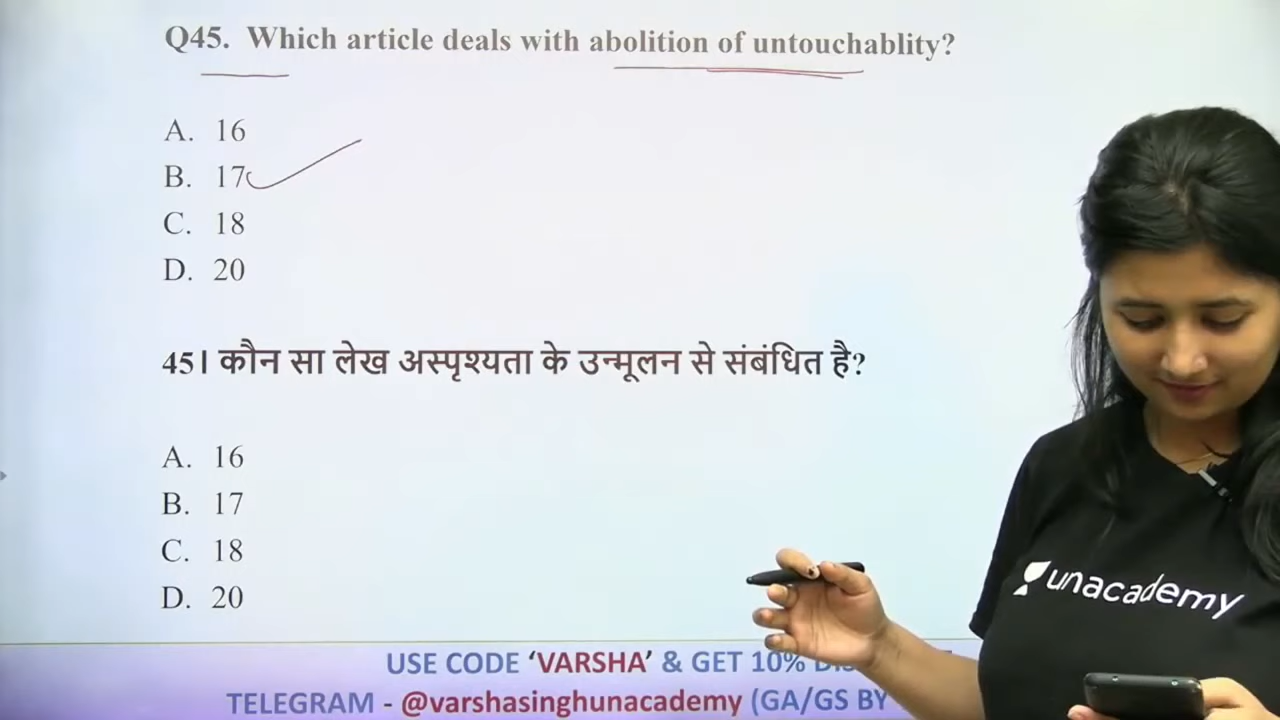 Q45. Which article deals with abolition of untouchablity?
A. 16
B. 17
C. 18
D. 20
45। कौन सा लेख अस्पृश्यता के उन्मूलन से संबंधित है?
A. 16
B. 17
C. 18
D. 20
unacademy
USE CODE ‘VARSHA’ & GET 10%
TELEGRAM - @varshasinghunacademy (GA/GS BY